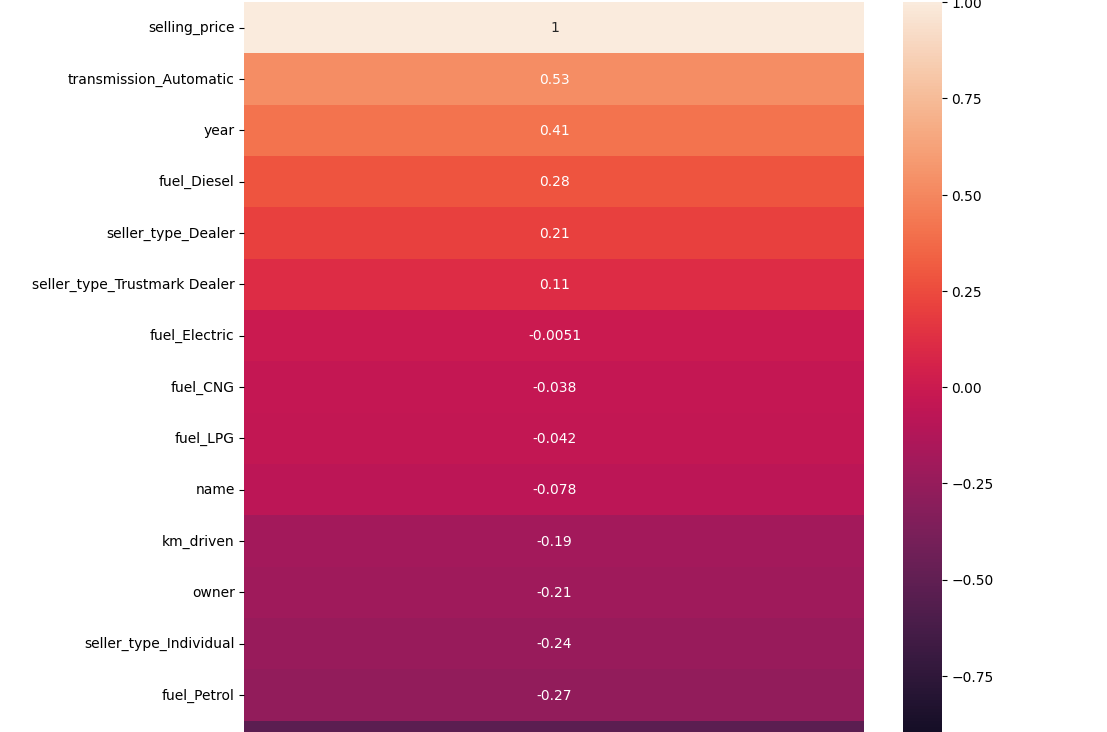 selling_price 1
transmission_Automatic 0.53
year 0.41
fuel_Diesel 0.28
seller_type_Dealer 0.21
seller_type_Trustmark Dealer 0.11
fuel_Electric -0.0051
fuel_CNG -0.038
fuel_LPG -0.042
name -0.078
km_driven -0.19
owner -0.21
seller_type_Individual -0.24
fuel_Petrol -0.27
1.00
0.75
0.50
0.25
0.00
−0.25
−0.50
−0.75